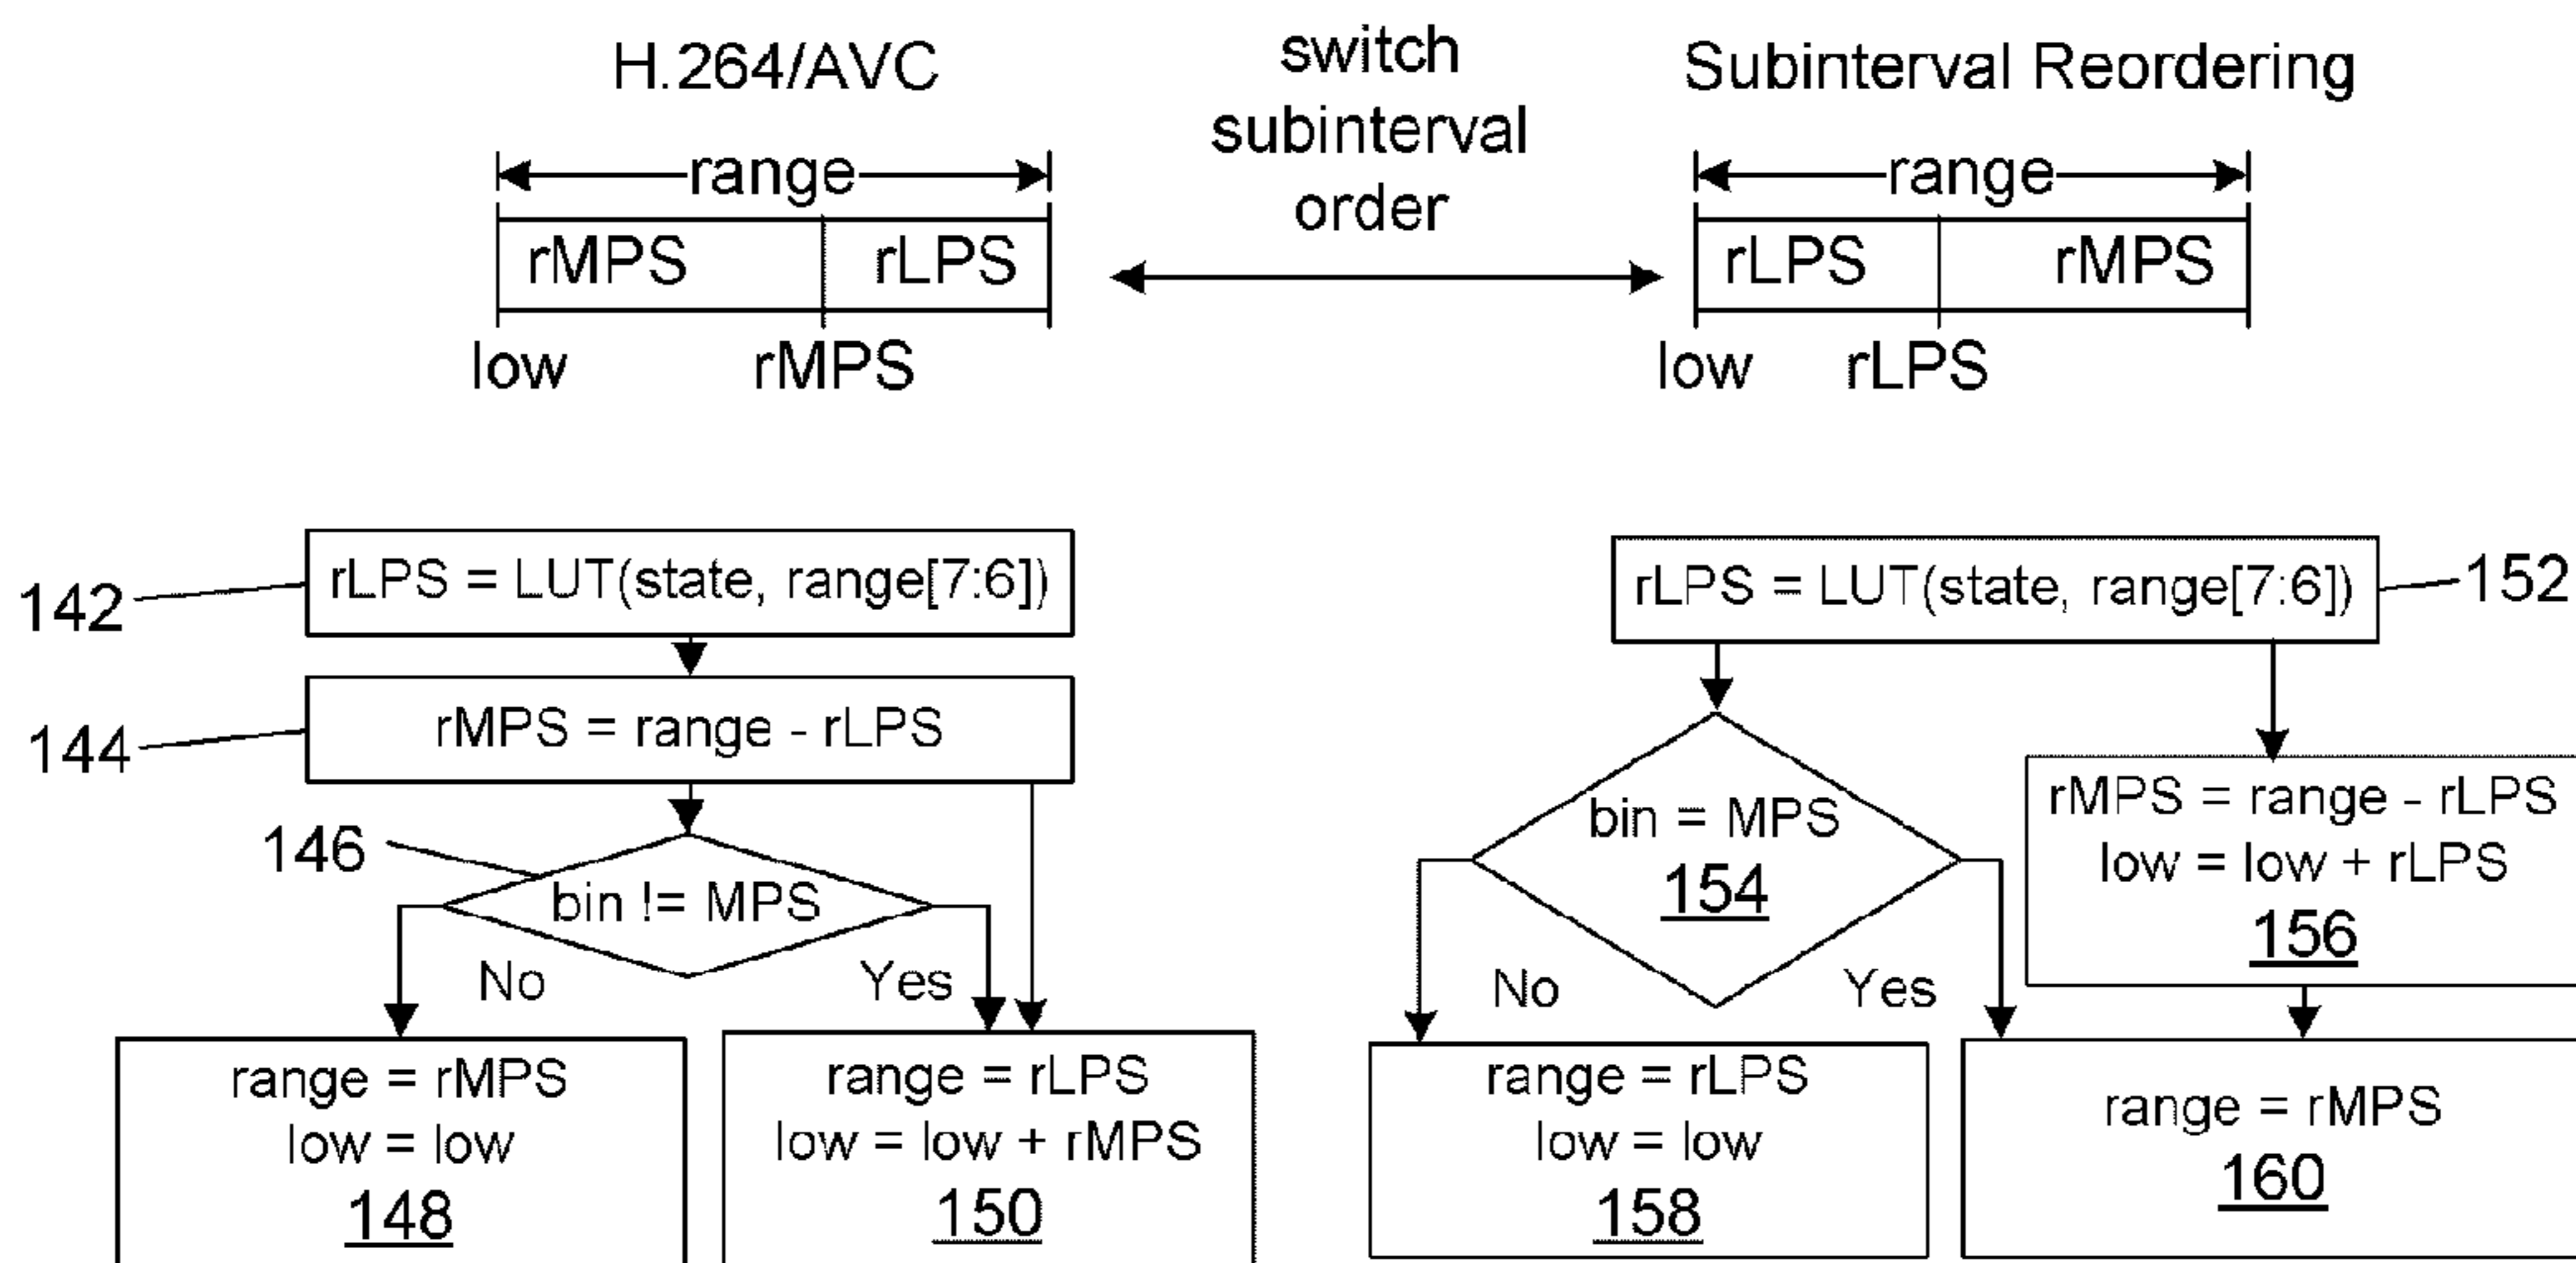 H.264/AVC
switch
subinterval
order
Subinterval Reordering
range
rMPS
rLPS
low
rMPS
range
rLPS
rMPS
low
rLPS
142
rLPS = LUT(state, range[7:6])
144
rMPS = range - rLPS
146
bin != MPS
No
Yes
range = rMPS
low = low
148
range = rLPS
low = low + rMPS
150
rLPS = LUT(state, range[7:6])
152
bin = MPS
154
No
Yes
rMPS = range - rLPS
low = low + rLPS
156
range = rLPS
low = low
158
range = rMPS
160